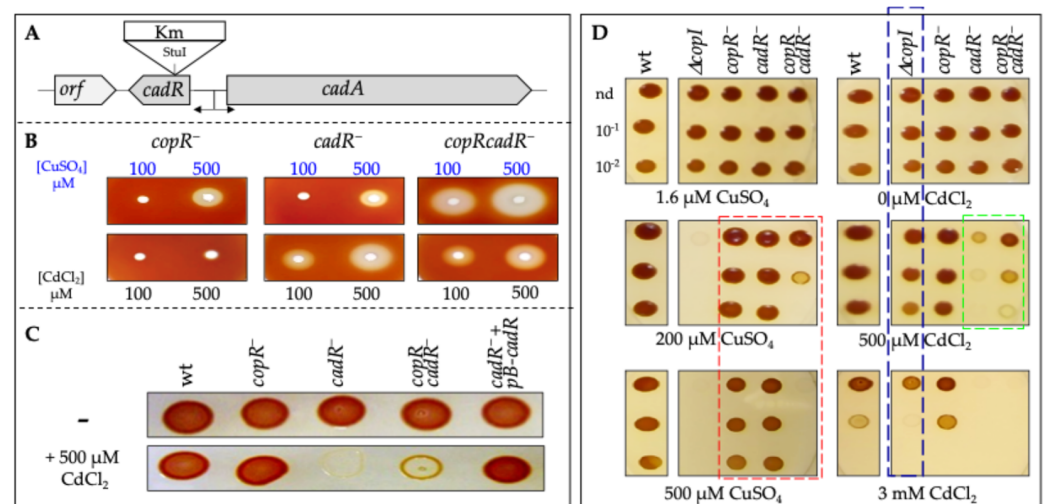 A
Km
StuI
orf
cadR
cadA
B
copR⁻
cadR⁻
copRcadR⁻
[CuSO₄]
µM
100 500
100 500
100 500
[CdCl₂]
µM
100 500
100 500
100 500
C
wt
copR⁻
cadR⁻
copR
cadR⁻
cadR⁻+
pB-cadR
–
+ 500 µM
CdCl₂
D
wt
ΔcopI
copR⁻
cadR⁻
copR
cadR⁻
wt
ΔcopI
copR⁻
cadR⁻
copR
cadR⁻
nd
10⁻¹
10⁻²
1.6 µM CuSO₄
0 µM CdCl₂
200 µM CuSO₄
500 µM CdCl₂
500 µM CuSO₄
3 mM CdCl₂